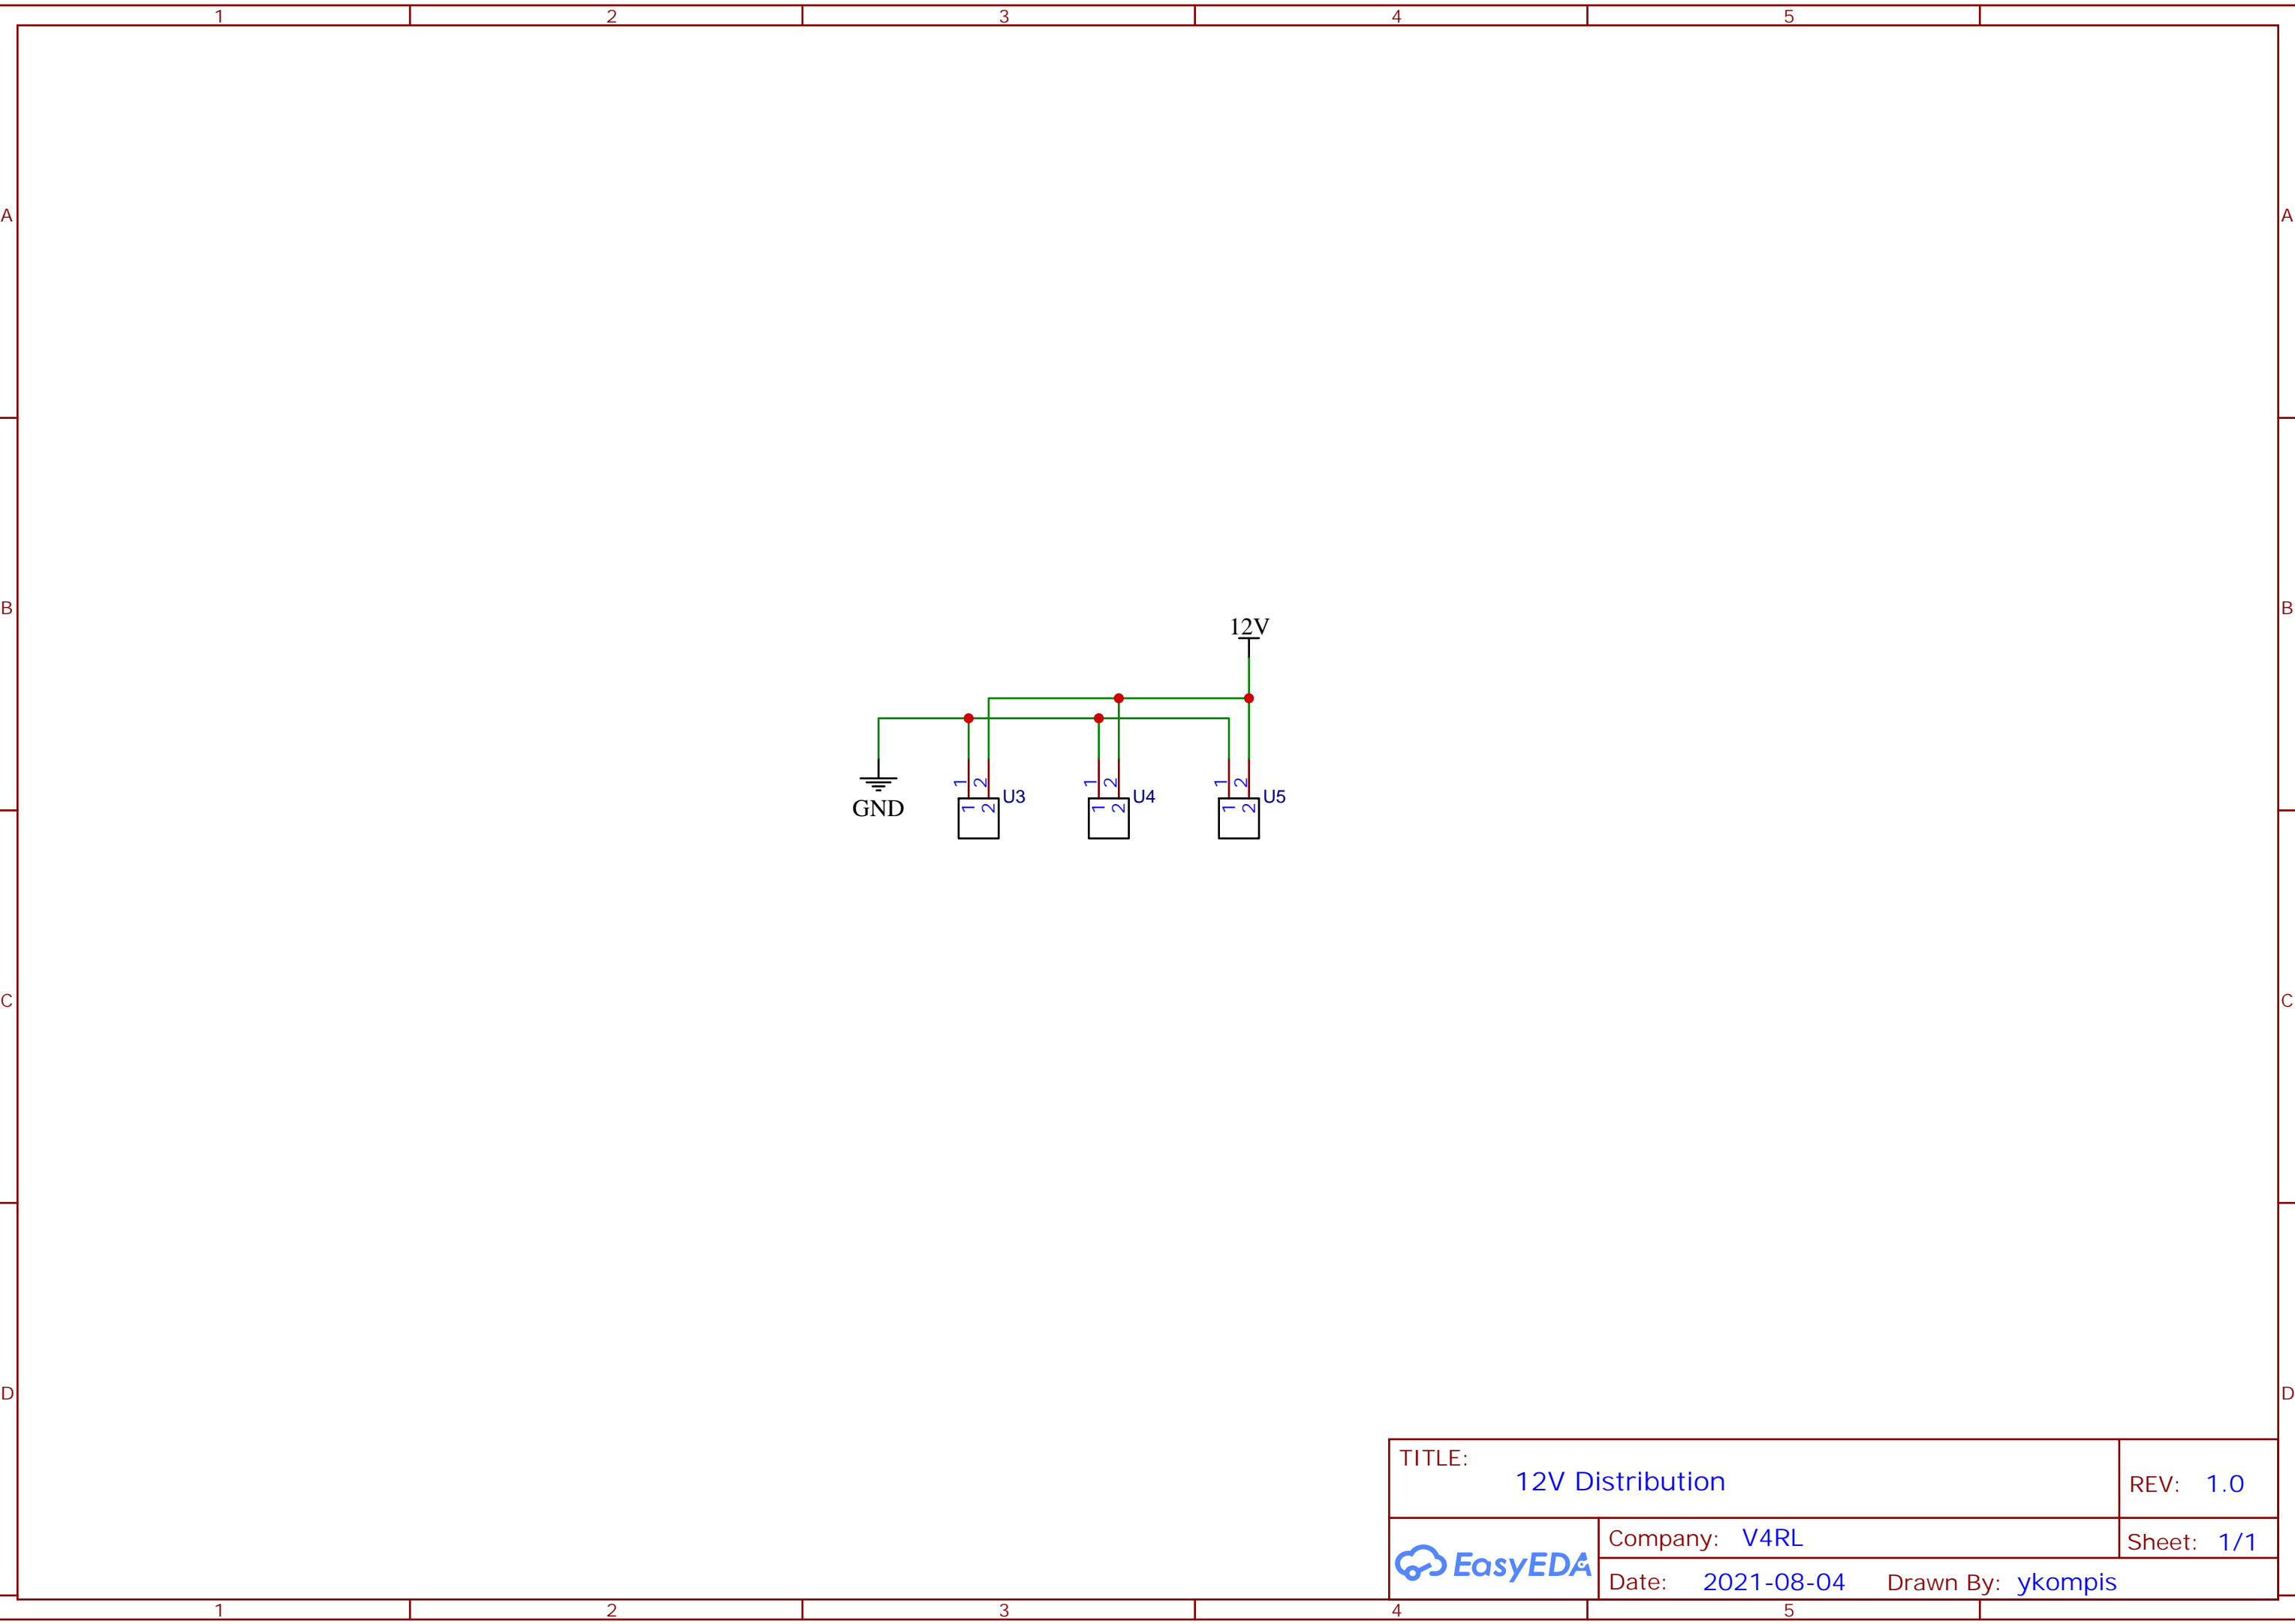 1 2 3 4 5
A A
B B
12V
1 2 1 2 1 2
U3 U4 U5
1 2 1 2 1 2
GND
C C
D D
TITLE:
12V Distribution
REV: 1.0
EasyEDA
Company: V4RL
Sheet: 1/1
Date: 2021-08-04 Drawn By: ykompis
1 2 3 4 5